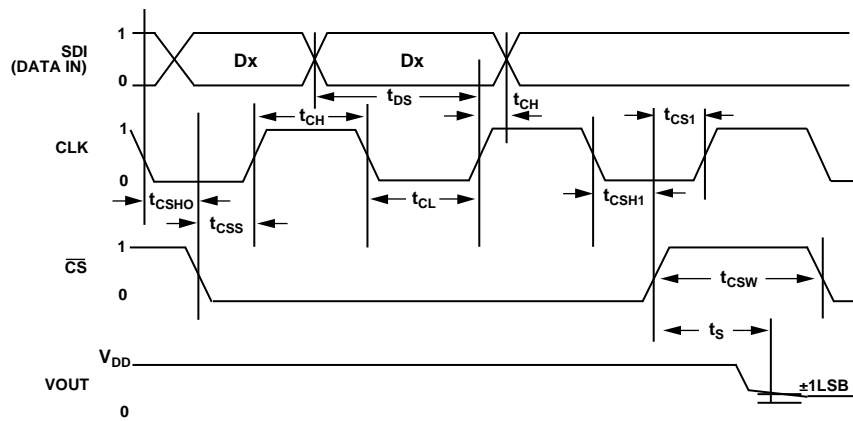 SDI
(DATA IN)
1
0
Dx
Dx
tDS
tCH
tCH
tCS1
CLK
1
0
tCSHO
tCSS
tCL
tCSH1
CS
1
0
tCSW
tS
VDD
VOUT
0
±1LSB